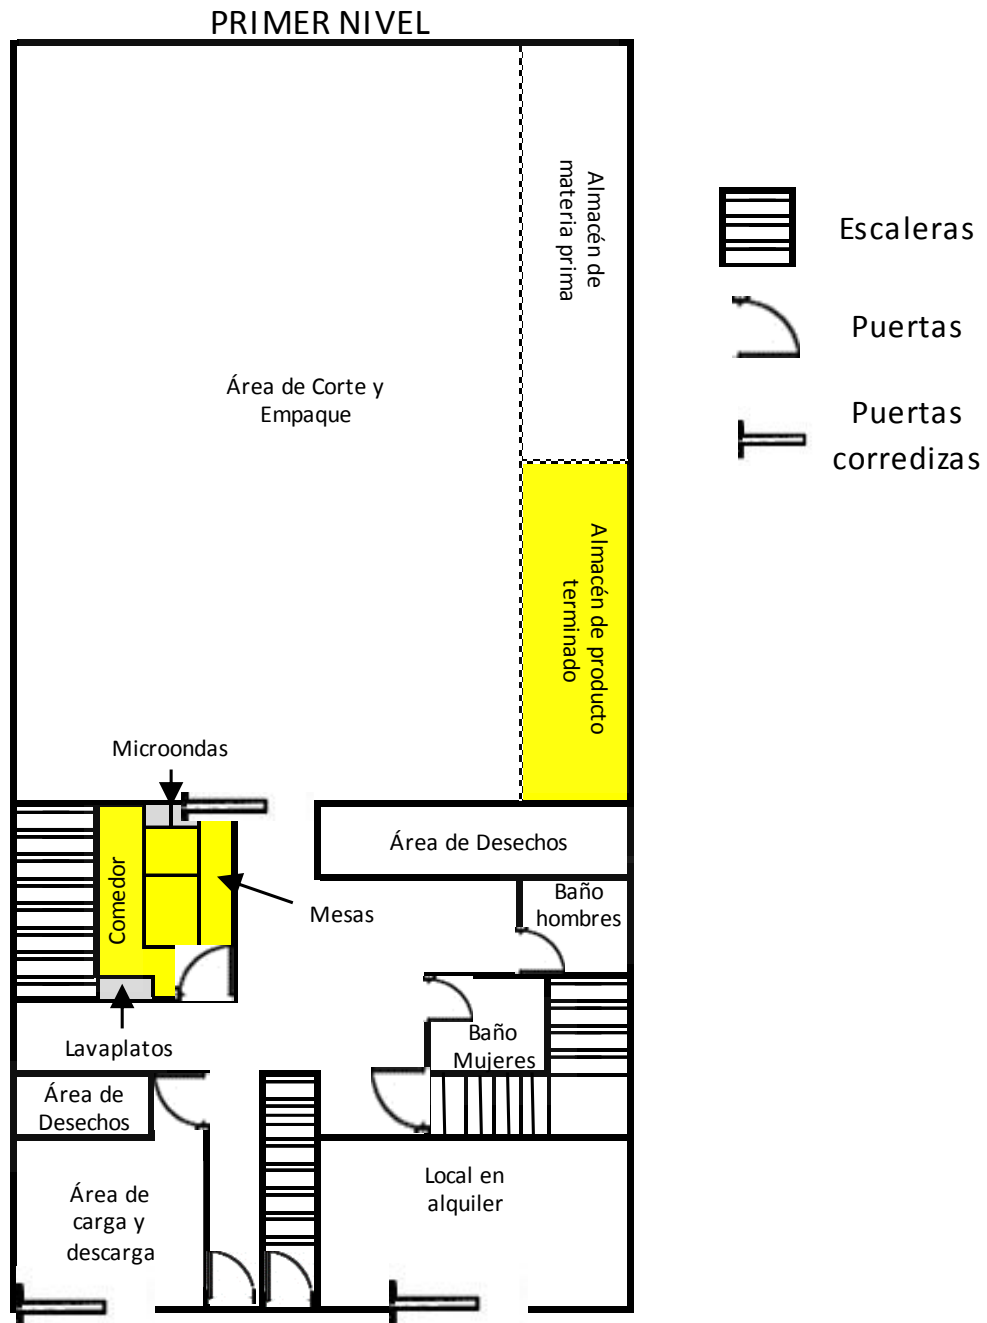 PRIMER NIVEL
Almacén de
materia prima
Escaleras
Puertas
Puertas
corredizas
Área de Corte y
Empaque
Almacén de producto
terminado
Microondas
Área de Desechos
Comedor
Mesas
Baño
hombres
Lavaplatos
Baño
Mujeres
Área de
Desechos
Área de
carga y
descarga
Local en
alquiler